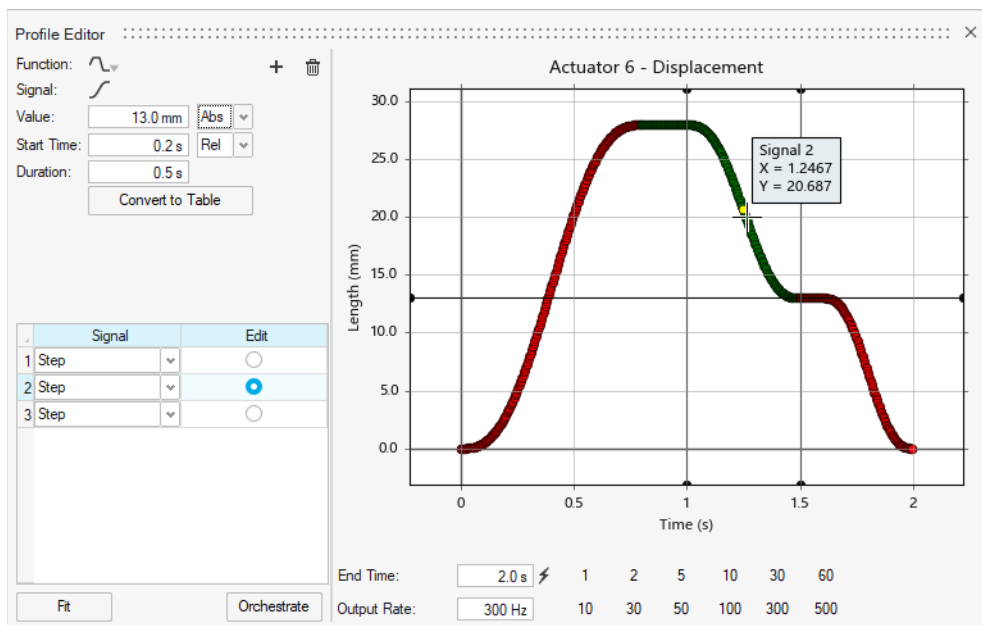 Profile Editor
Function:
Signal:
Value: 13.0 mm Abs
Start Time: 0.2 s Rel
Duration: 0.5 s
Convert to Table
Signal Edit
1 Step
2 Step
3 Step
Fit Orchestrate
Actuator 6 - Displacement
30.0
25.0
20.0
15.0
10.0
5.0
0.0
Length (mm)
Signal 2
X = 1.2467
Y = 20.687
0 0.5 1 1.5 2
Time (s)
End Time: 2.0 s 1 2 5 10 30 60
Output Rate: 300 Hz 10 30 50 100 300 500